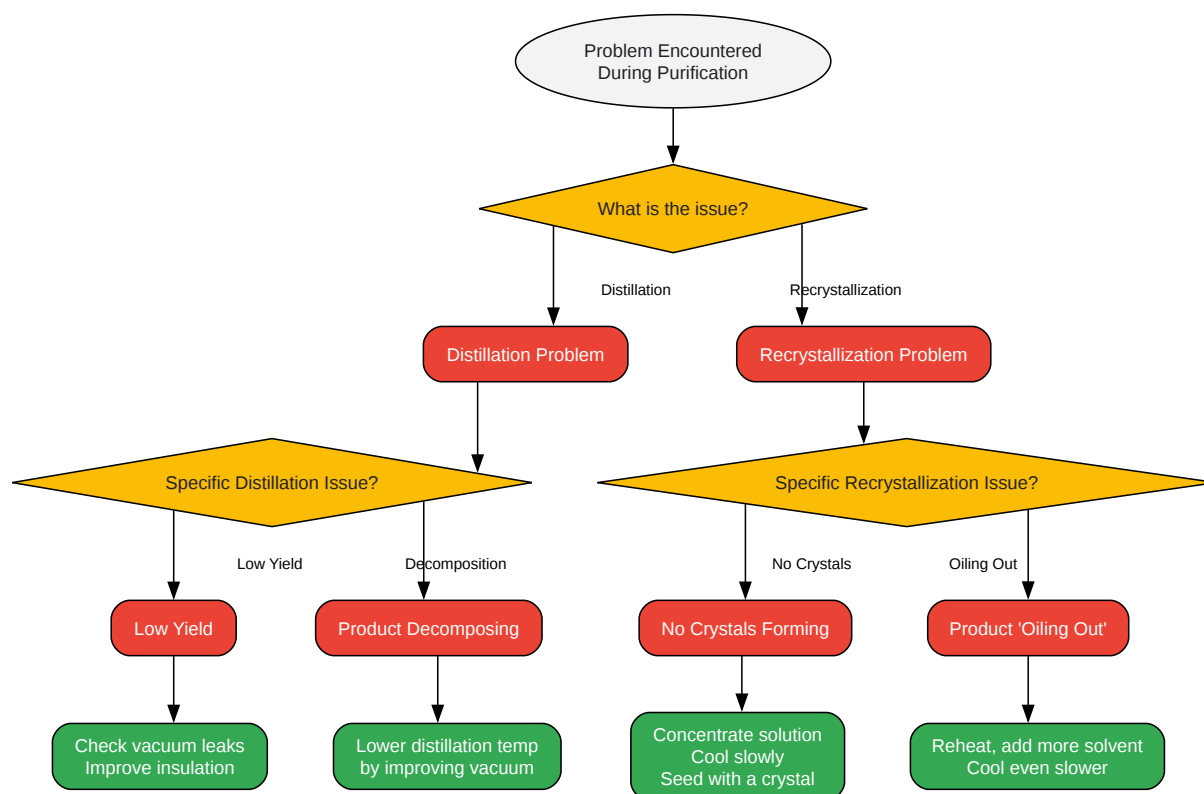 Problem Encountered
During Purification
What is the issue?
Distillation
Recrystallization
Distillation Problem
Recrystallization Problem
Specific Distillation Issue?
Specific Recrystallization Issue?
Low Yield
Decomposition
No Crystals
Oiling Out
Low Yield
Product Decomposing
No Crystals Forming
Product 'Oiling Out'
Check vacuum leaks
Improve insulation
Lower distillation temp
by improving vacuum
Concentrate solution
Cool slowly
Seed with a crystal
Reheat, add more solvent
Cool even slower